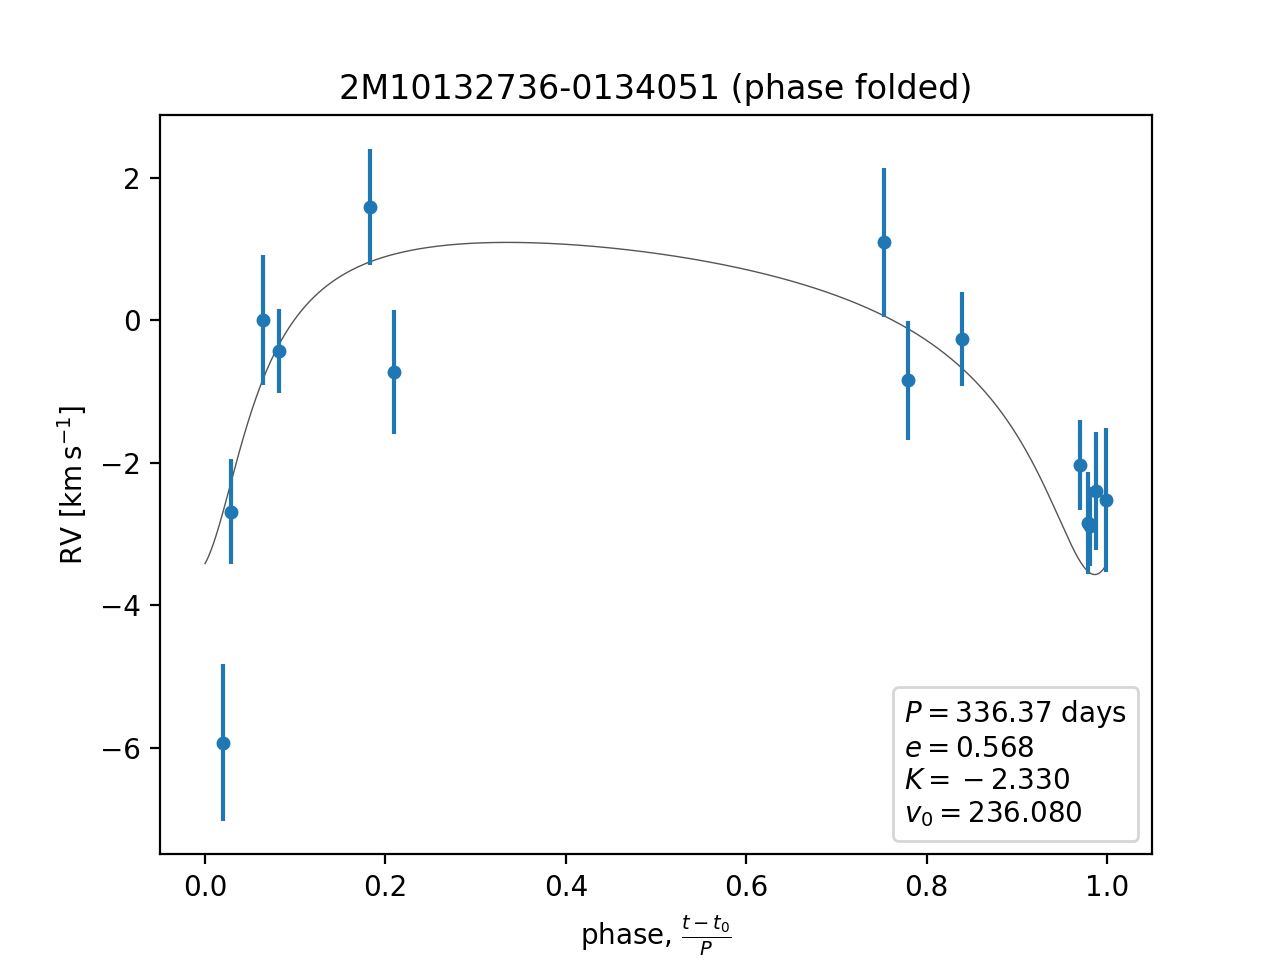 2M10132736-0134051 (phase folded)
RV [km s⁻¹]
2
0
−2
−4
−6
P = 336.37 days
e = 0.568
K = −2.330
v₀ = 236.080
0.0 0.2 0.4 0.6 0.8 1.0
phase, (t − t₀)/P